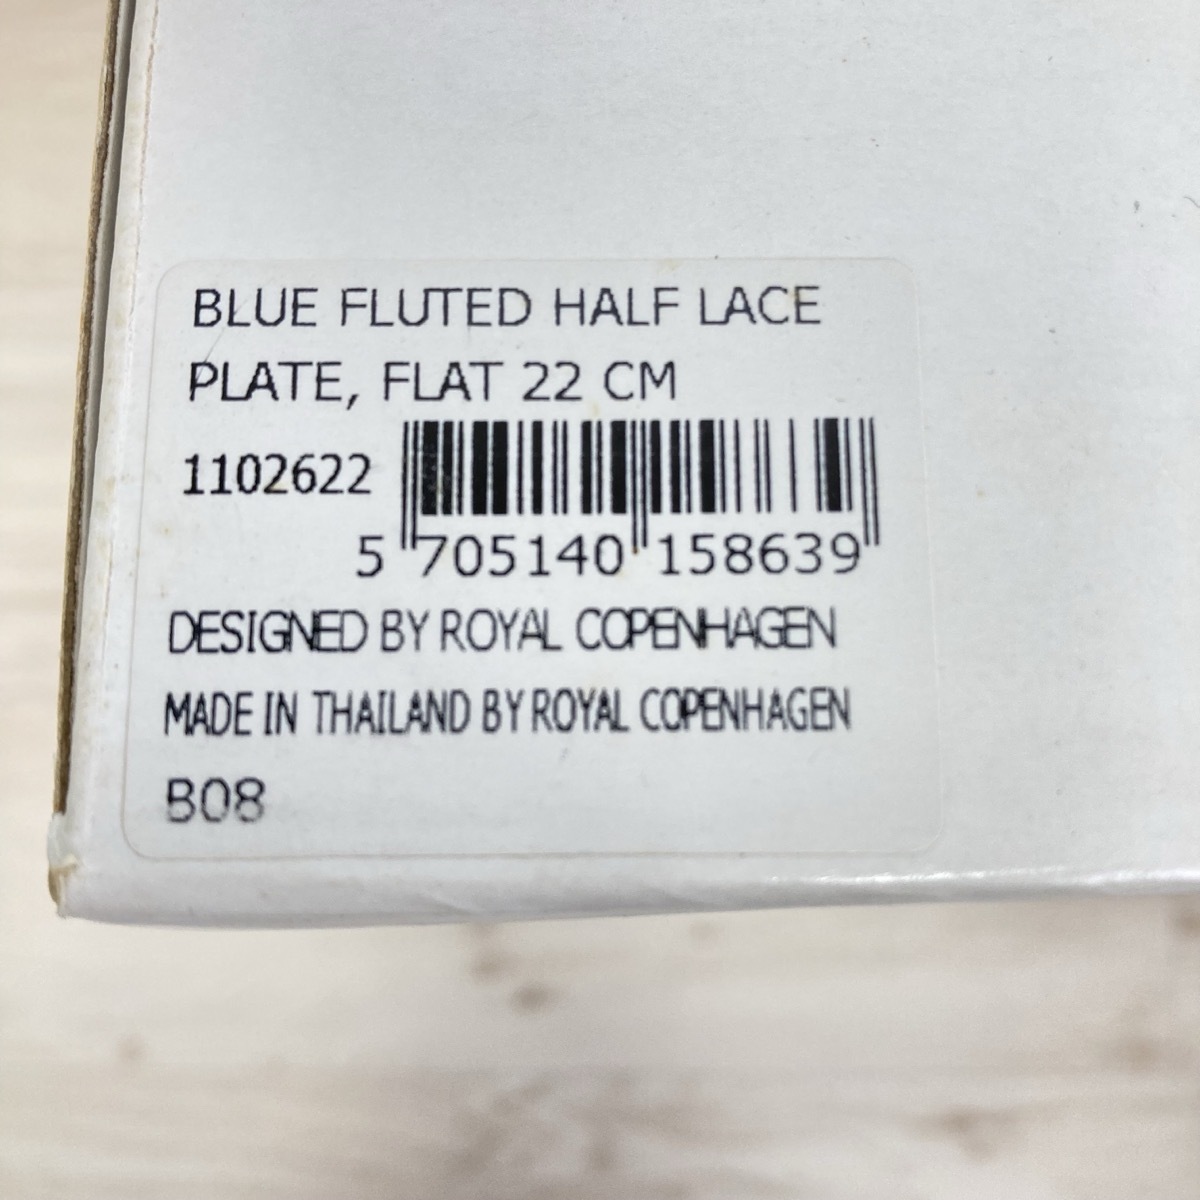 BLUE FLUTED HALF LACE
PLATE, FLAT 22 CM
1102622
5 705140 158639
DESIGNED BY ROYAL COPENHAGEN
MADE IN THAILAND BY ROYAL COPENHAGEN
B08